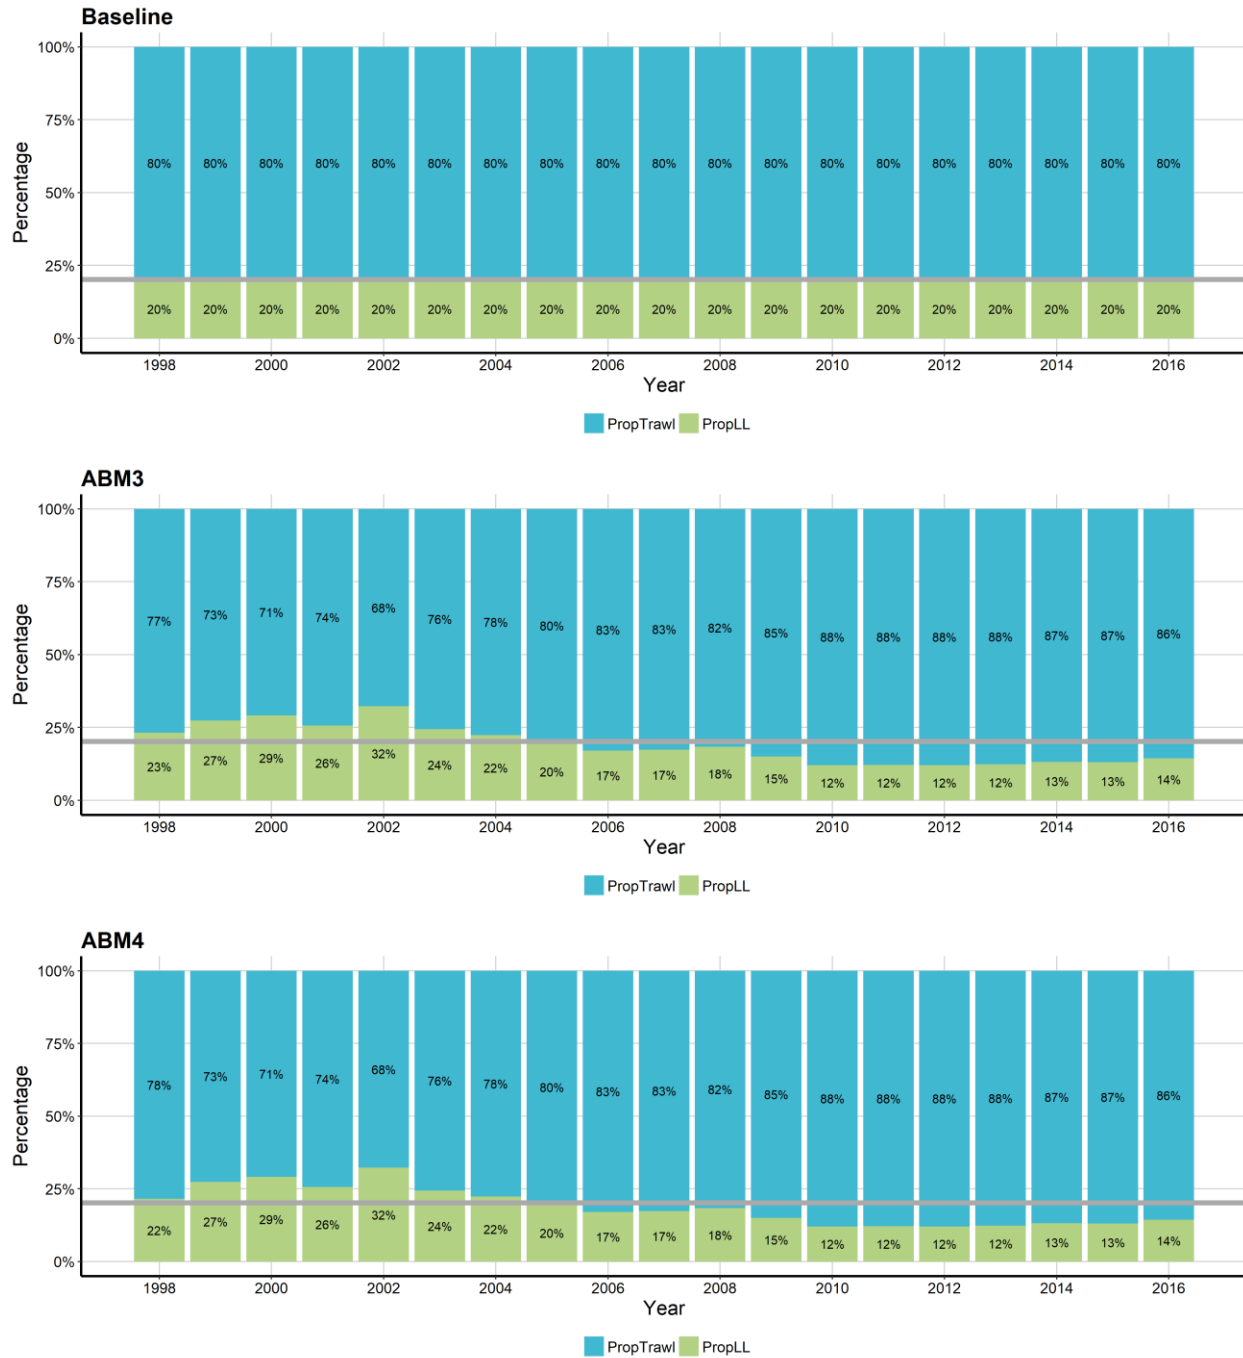 Baseline
100%
75%
50%
25%
0%
Percentage
80% 80% 80% 80% 80% 80% 80% 80% 80% 80% 80% 80% 80% 80% 80% 80% 80% 80% 80%
20% 20% 20% 20% 20% 20% 20% 20% 20% 20% 20% 20% 20% 20% 20% 20% 20% 20% 20%
1998 2000 2002 2004 2006 2008 2010 2012 2014 2016
Year
PropTrawl PropLL
ABM3
100%
75%
50%
25%
0%
Percentage
77% 73% 71% 74% 68% 76% 78% 80% 83% 83% 82% 85% 88% 88% 88% 88% 87% 87% 86%
23% 27% 29% 26% 32% 24% 22% 20% 17% 17% 18% 15% 12% 12% 12% 12% 13% 13% 14%
1998 2000 2002 2004 2006 2008 2010 2012 2014 2016
Year
PropTrawl PropLL
ABM4
100%
75%
50%
25%
0%
Percentage
78% 73% 71% 74% 68% 76% 78% 80% 83% 83% 82% 85% 88% 88% 88% 88% 87% 87% 86%
22% 27% 29% 26% 32% 24% 22% 20% 17% 17% 18% 15% 12% 12% 12% 12% 13% 13% 14%
1998 2000 2002 2004 2006 2008 2010 2012 2014 2016
Year
PropTrawl PropLL